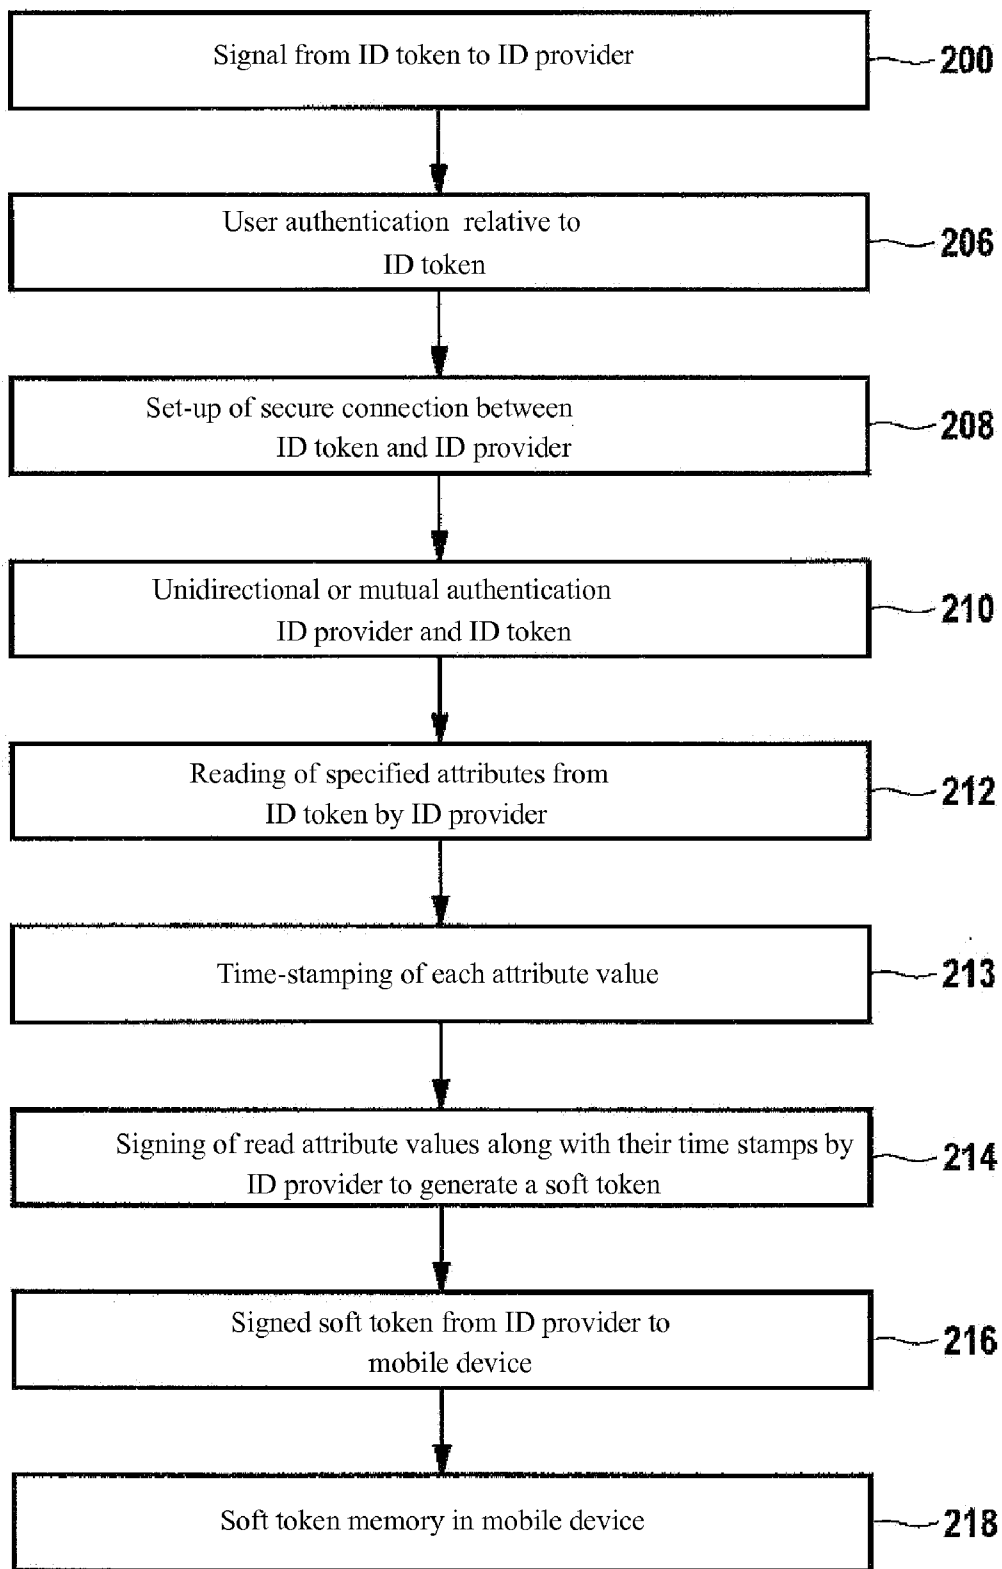 Signal from ID token to ID provider
200
User authentication relative to
ID token
206
Set-up of secure connection between
ID token and ID provider
208
Unidirectional or mutual authentication
ID provider and ID token
210
Reading of specified attributes from
ID token by ID provider
212
Time-stamping of each attribute value
213
Signing of read attribute values along with their time stamps by
ID provider to generate a soft token
214
Signed soft token from ID provider to
mobile device
216
Soft token memory in mobile device
218